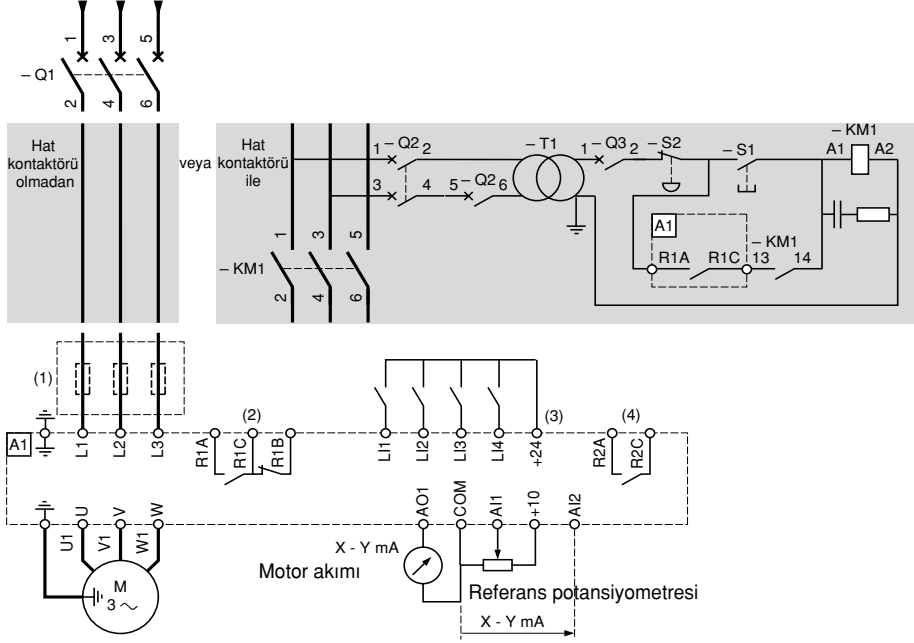 1 3 5
– Q1
2 4 6
Hat kontaktörü olmadan
veya
Hat kontaktörü ile
1 – Q2 2
3 4 5 – Q2 6
– T1
1 – Q3 2
– S2
– S1
– KM1
A1 A2
A1
R1A R1C
– KM1
13 14
1 3 5
– KM1
2 4 6
(1)
(2)
(3)
(4)
A1
L1 L2 L3
R1A R1C R1B
LI1 LI2 LI3 LI4 +24
R2A R2C
U V W
AO1 COM AI1 +10 AI2
U1 V1 W1
M
3 ~
X - Y mA
Motor akımı
Referans potansiyometresi
X - Y mA